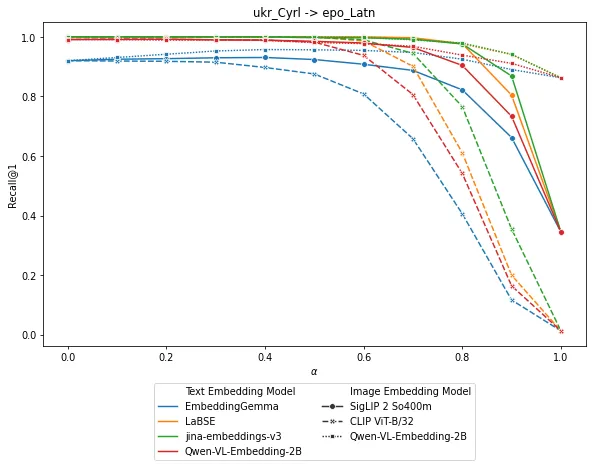 ukr_Cyrl -> epo_Latn
Recall@1
1.0
0.8
0.6
0.4
0.2
0.0
0.0 0.2 0.4 0.6 0.8 1.0
α
Text Embedding Model
EmbeddingGemma
LaBSE
jina-embeddings-v3
Qwen-VL-Embedding-2B
Image Embedding Model
SigLIP 2 So400m
CLIP ViT-B/32
Qwen-VL-Embedding-2B